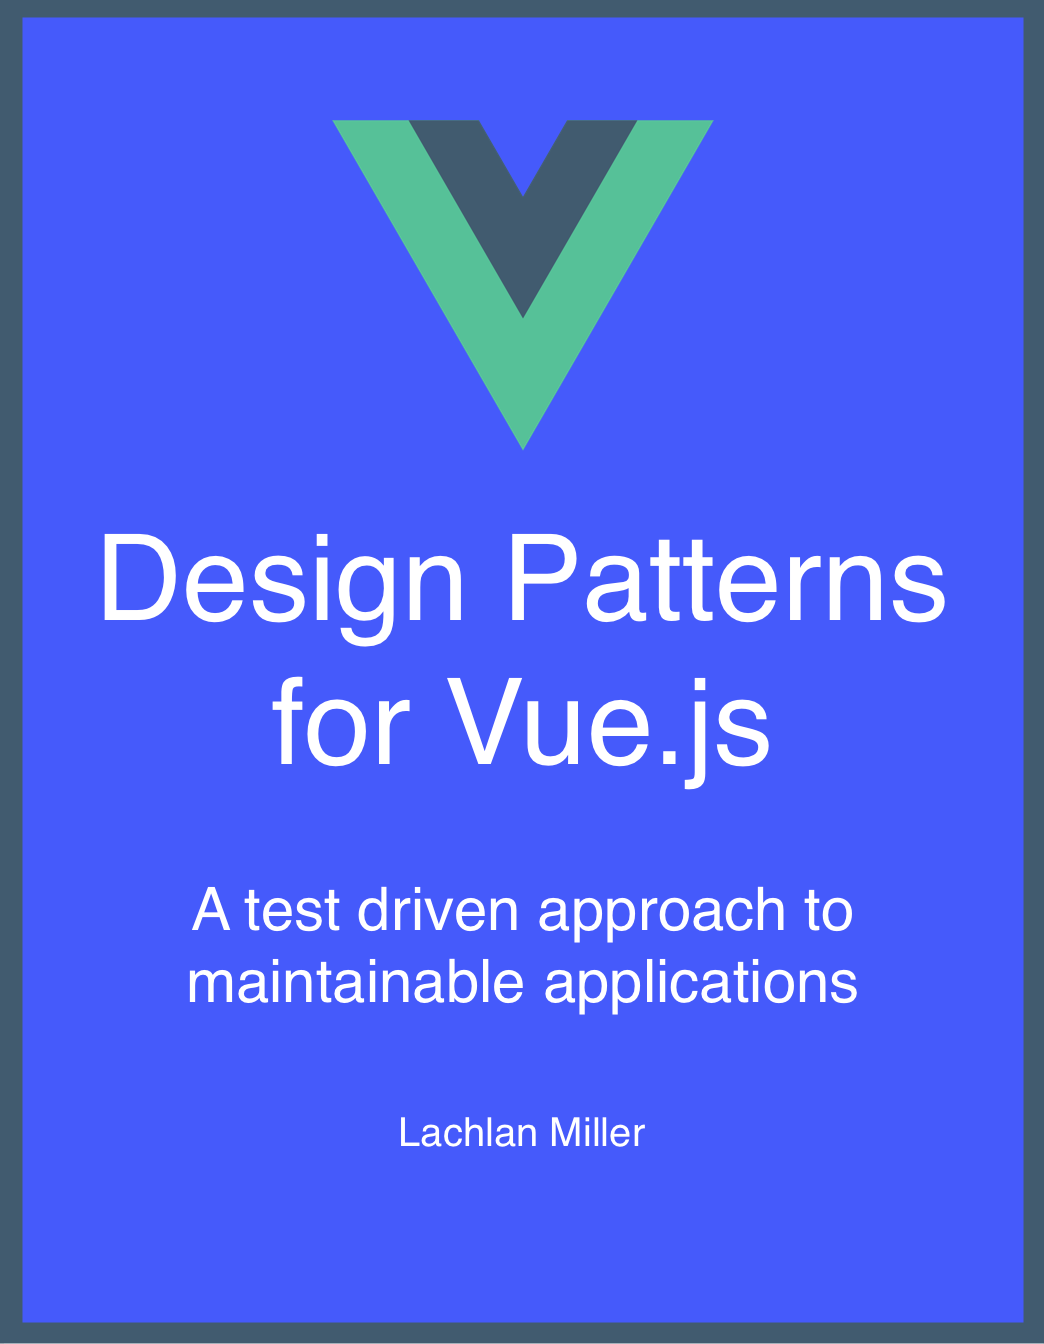 Design Patterns
for Vue.js
A test driven approach to
maintainable applications
Lachlan Miller